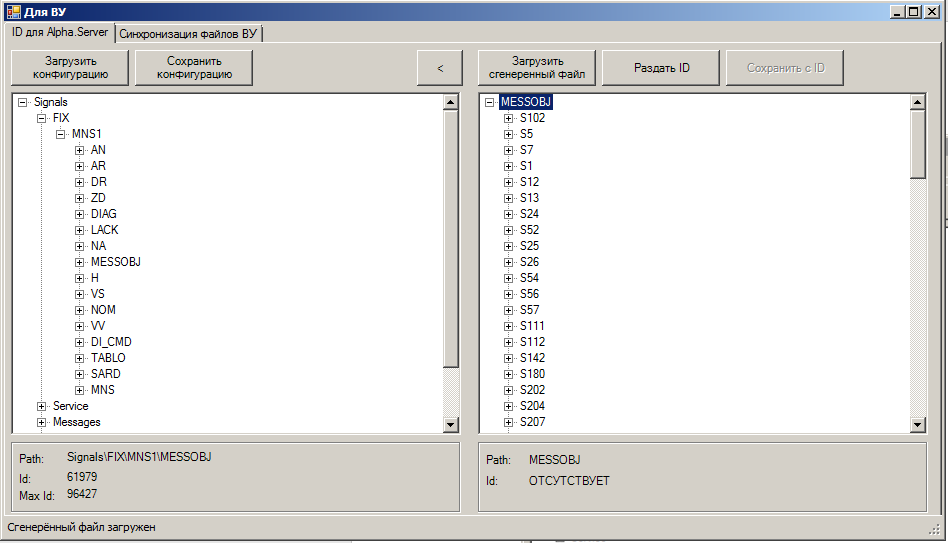 Для ВУ
ID для Alpha.Server
Синхронизация файлов ВУ
Загрузить
конфигурацию
Сохранить
конфигурацию
<
Загрузить
сгенеренный файл
Раздать ID
Сохранить с ID
Signals
FIX
MNS1
AN
AR
DR
ZD
DIAG
LACK
NA
MESSOBJ
H
VS
NOM
VV
DI_CMD
TABLO
SARD
MNS
Service
Messages
MESSOBJ
S102
S5
S7
S1
S12
S13
S24
S52
S25
S26
S54
S56
S57
S111
S112
S142
S180
S202
S204
S207
Path: Signals\FIX\MNS1\MESSOBJ
Id: 61979
Max Id: 96427
Path: MESSOBJ
Id: ОТСУТСТВУЕТ
Сгенерённый файл загружен